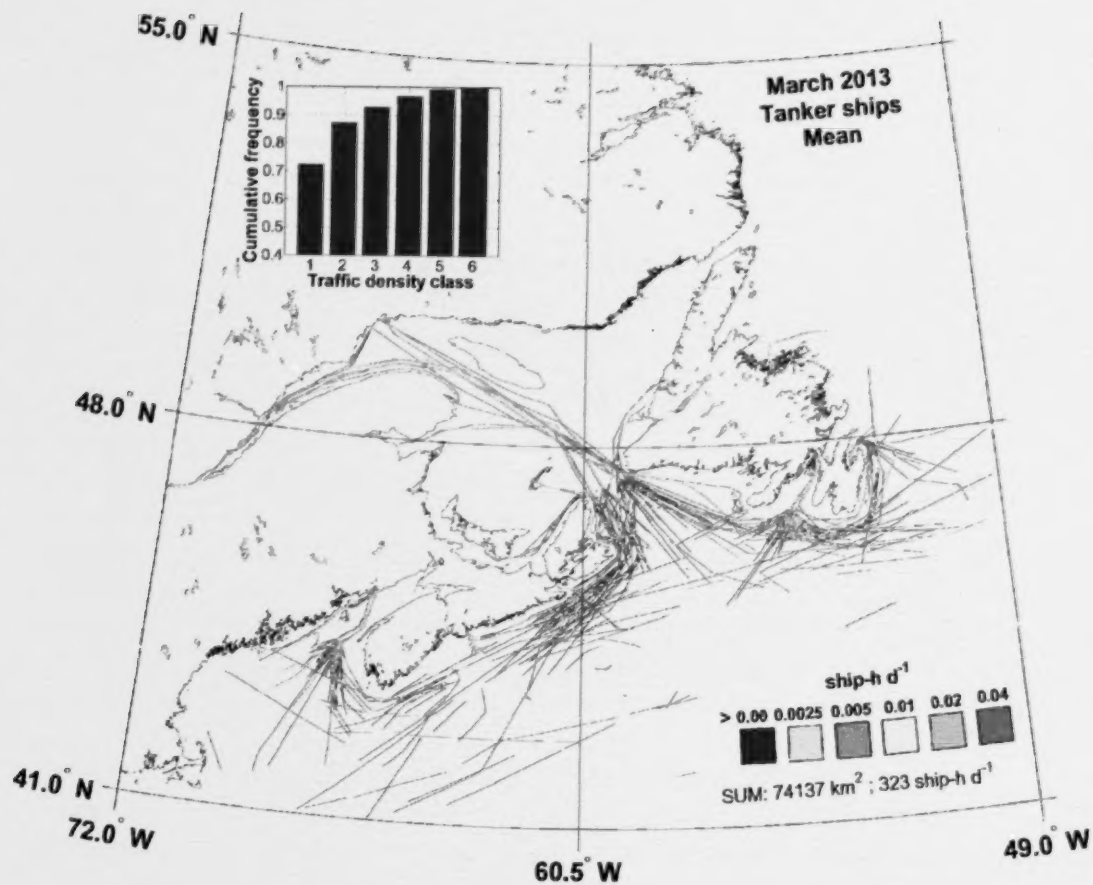 55.0° N
March 2013
Tanker ships
Mean
Cumulative frequency
1
0.9
0.8
0.7
0.6
0.5
0.4
1 2 3 4 5 6
Traffic density class
48.0° N
ship-h d⁻¹
> 0.00 0.0025 0.005 0.01 0.02 0.04
SUM: 74137 km² ; 323 ship-h d⁻¹
41.0° N
72.0° W
60.5° W
49.0° W